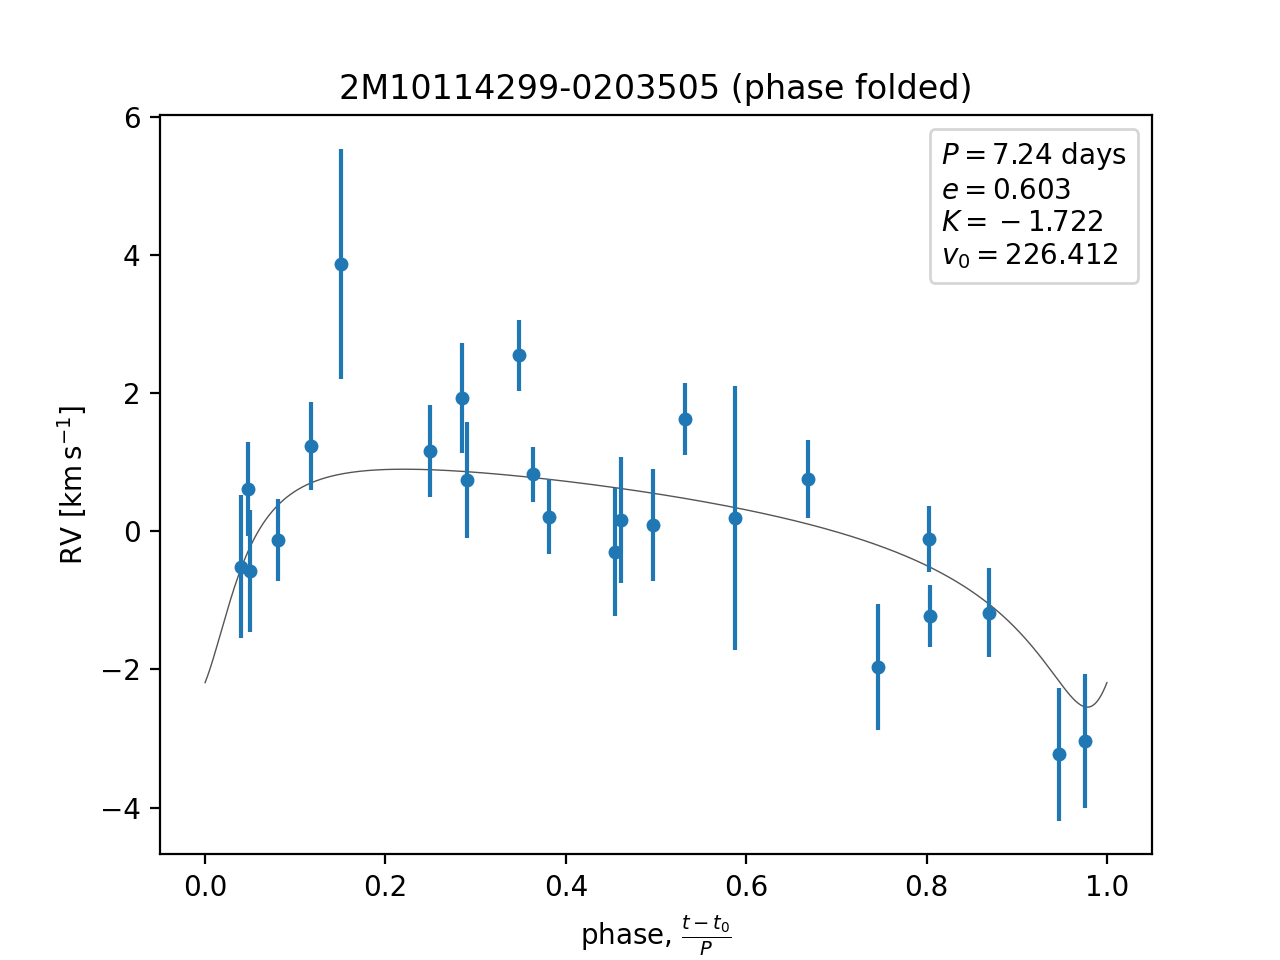 2M10114299-0203505 (phase folded)
P = 7.24 days
e = 0.603
K = −1.722
v₀ = 226.412
RV [km s⁻¹]
6
4
2
0
−2
−4
0.0 0.2 0.4 0.6 0.8 1.0
phase, (t − t₀)/P